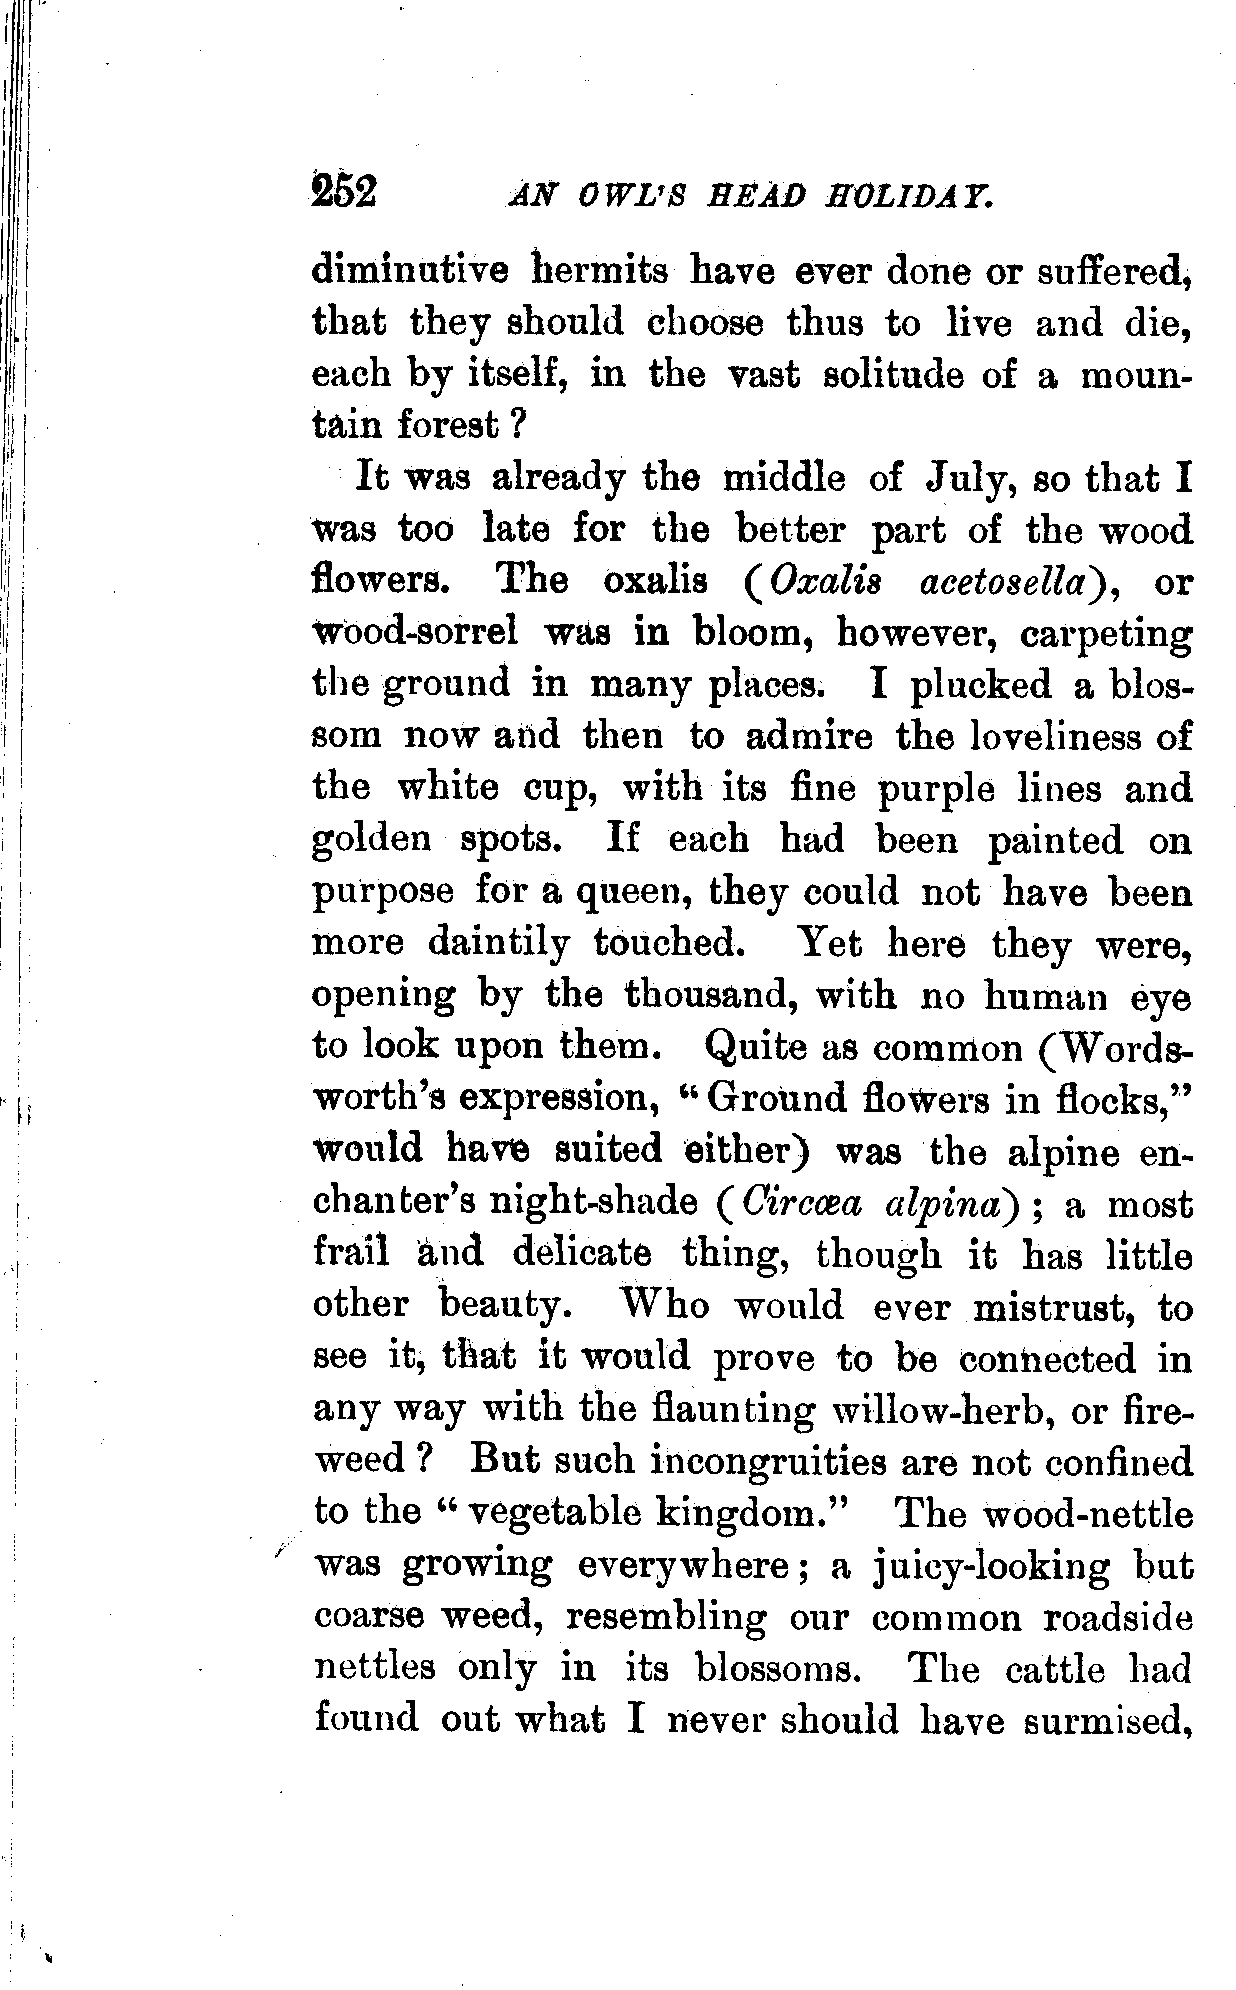 252 AN OWL'S HEAD HOLIDAY.
diminutive hermits have ever done or suffered,
that they should choose thus to live and die,
each by itself, in the vast solitude of a moun-
tain forest?
It was already the middle of July, so that I
was too late for the better part of the wood
flowers. The oxalis (Oxalis acetosella), or
wood-sorrel was in bloom, however, carpeting
the ground in many places. I plucked a blos-
som now and then to admire the loveliness of
the white cup, with its fine purple lines and
golden spots. If each had been painted on
purpose for a queen, they could not have been
more daintily touched. Yet here they were,
opening by the thousand, with no human eye
to look upon them. Quite as common (Words-
worth's expression, "Ground flowers in flocks,"
would have suited either) was the alpine en-
chanter's night-shade (Circœa alpina); a most
frail and delicate thing, though it has little
other beauty. Who would ever mistrust, to
see it, that it would prove to be connected in
any way with the flaunting willow-herb, or fire-
weed? But such incongruities are not confined
to the "vegetable kingdom." The wood-nettle
was growing everywhere; a juicy-looking but
coarse weed, resembling our common roadside
nettles only in its blossoms. The cattle had
found out what I never should have surmised,